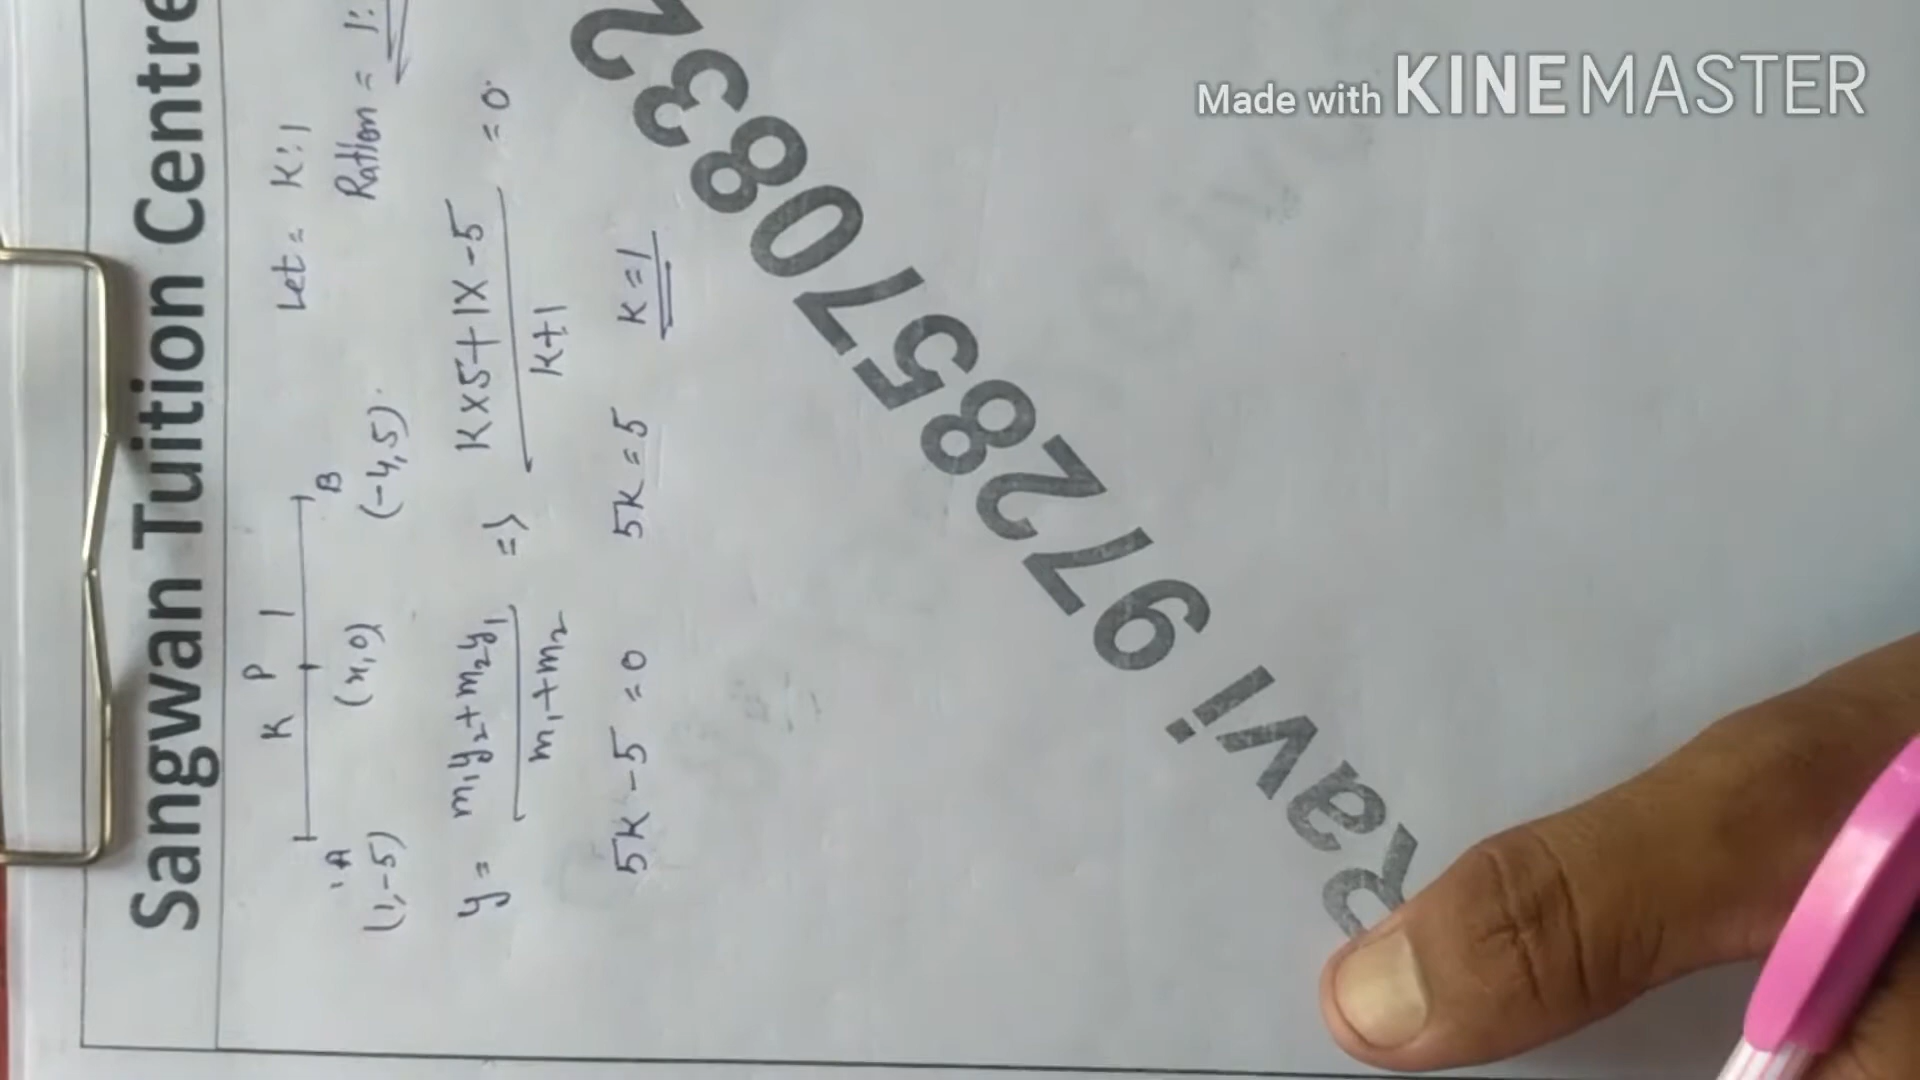 Sangwan Tuition Centre
K P 1
Let = K:1
A
B
(1,-5)
(x,0)
(-4,5).
Ration = 1:
y = m₁y₂+m₂y₁ => K×5+1×-5 = 0
m₁+m₂
K+1
5K-5=0 5K=5 K=1
Ravi 9728570832
Made with KINEMASTER